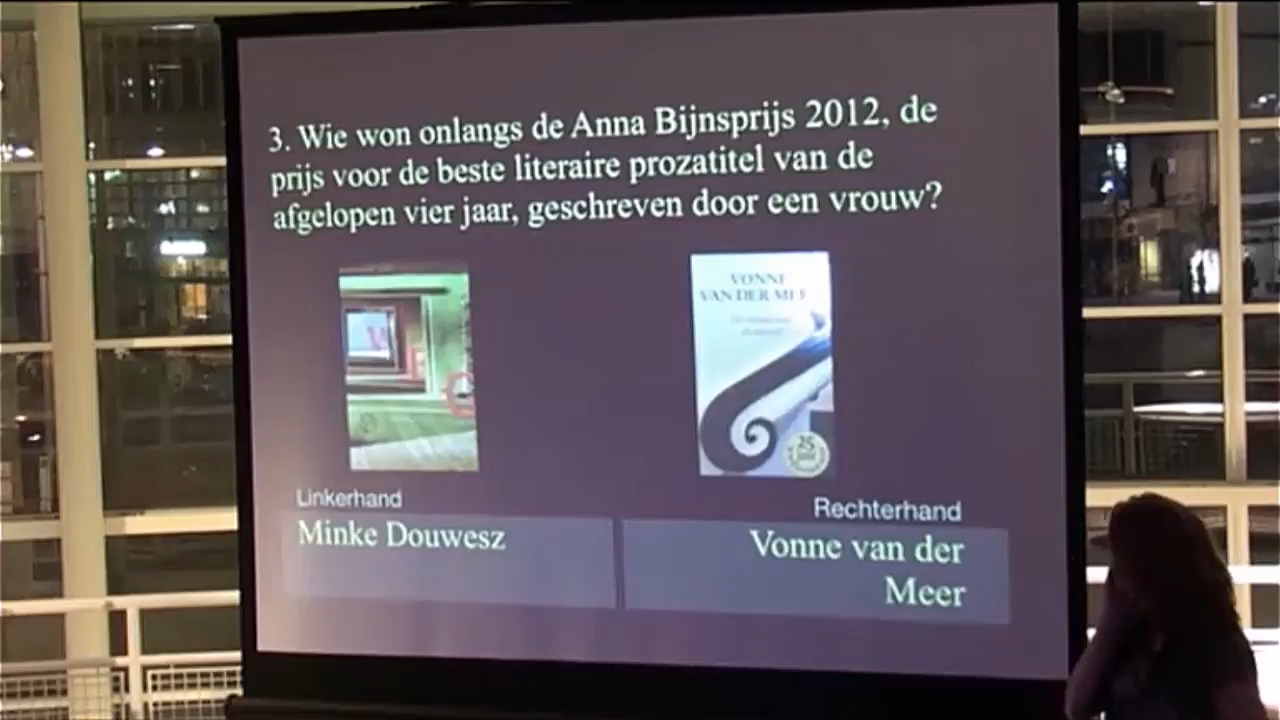 3. Wie won onlangs de Anna Bijnsprijs 2012, de
prijs voor de beste literaire prozatitel van de
afgelopen vier jaar, geschreven door een vrouw?
VONNE
VAN DER MEE
25
Linkerhand
Rechterhand
Minke Douwesz
Vonne van der
Meer